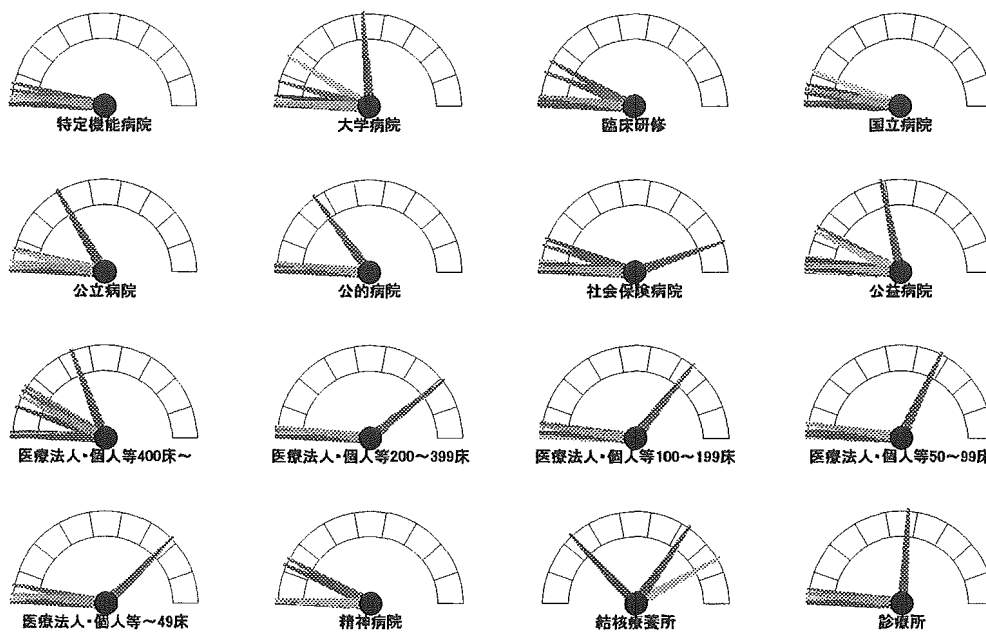 特定機能病院
大学病院
臨床研修
国立病院
公立病院
公的病院
社会保険病院
公益病院
医療法人・個人等400床～
医療法人・個人等200～399床
医療法人・個人等100～199床
医療法人・個人等50～99床
医療法人・個人等～49床
精神病院
結核療養所
診療所